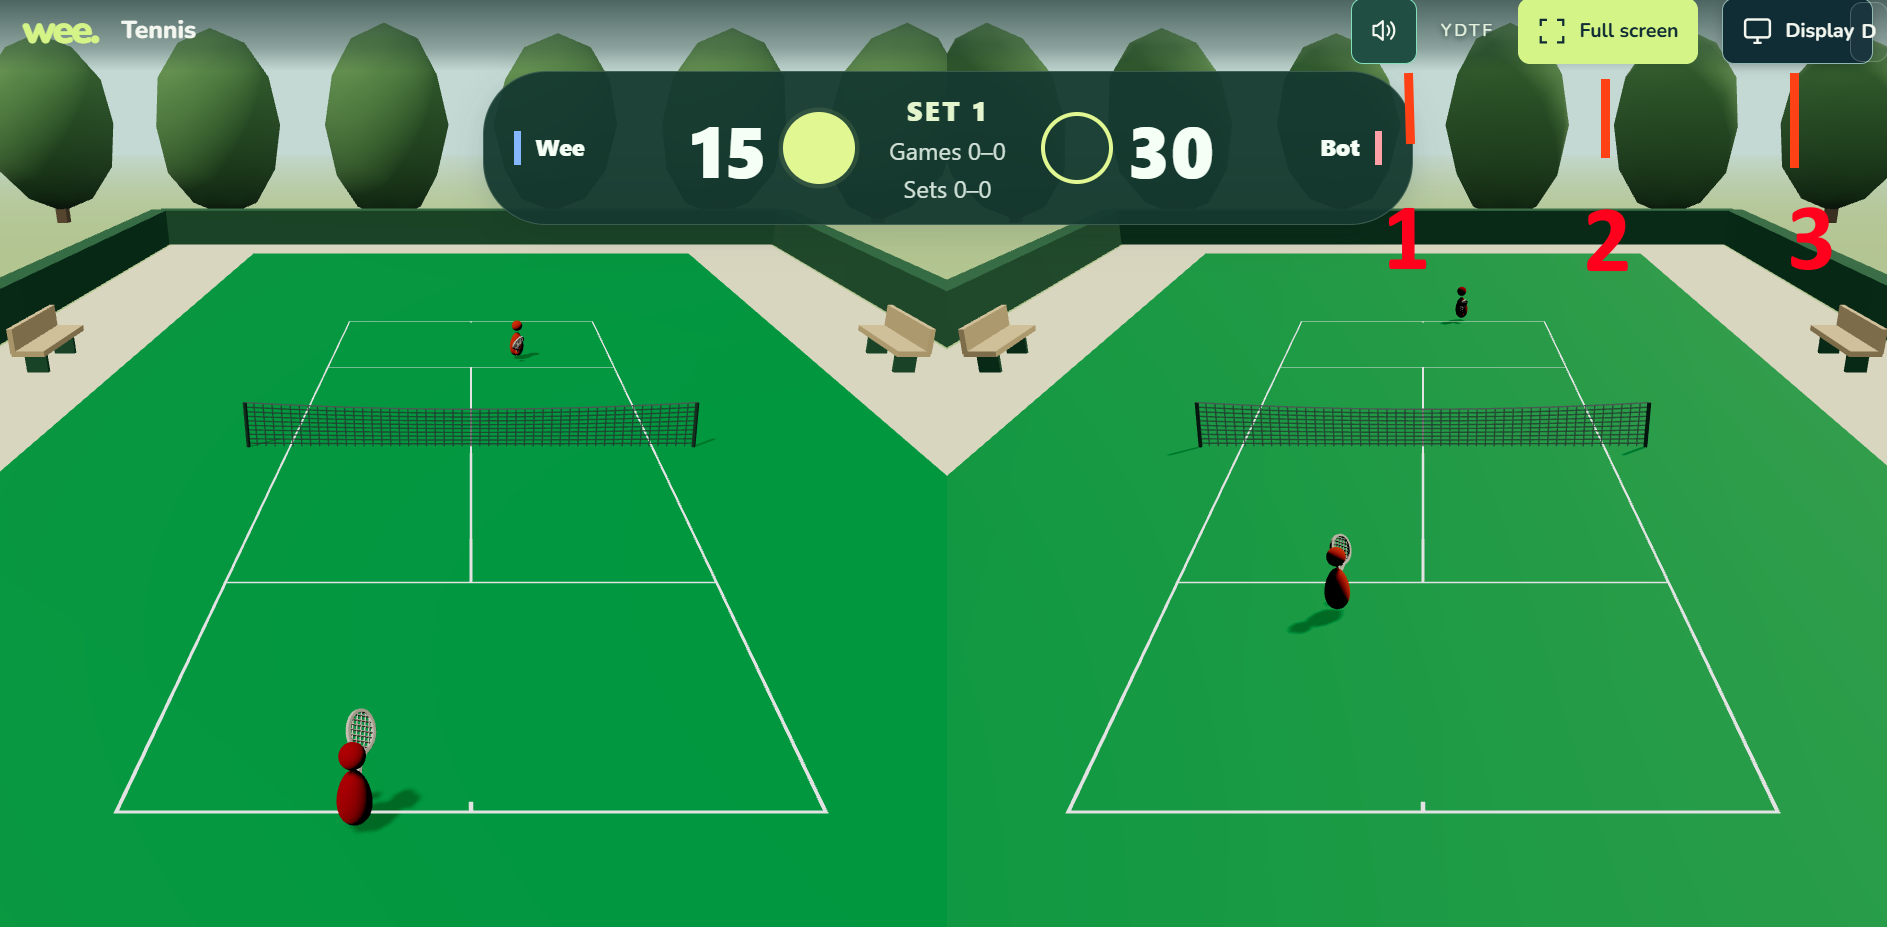 wee.
Tennis
YDTF
Full screen
Display
D
SET 1
Wee
15
Games 0–0
30
Bot
Sets 0–0
1
2
3